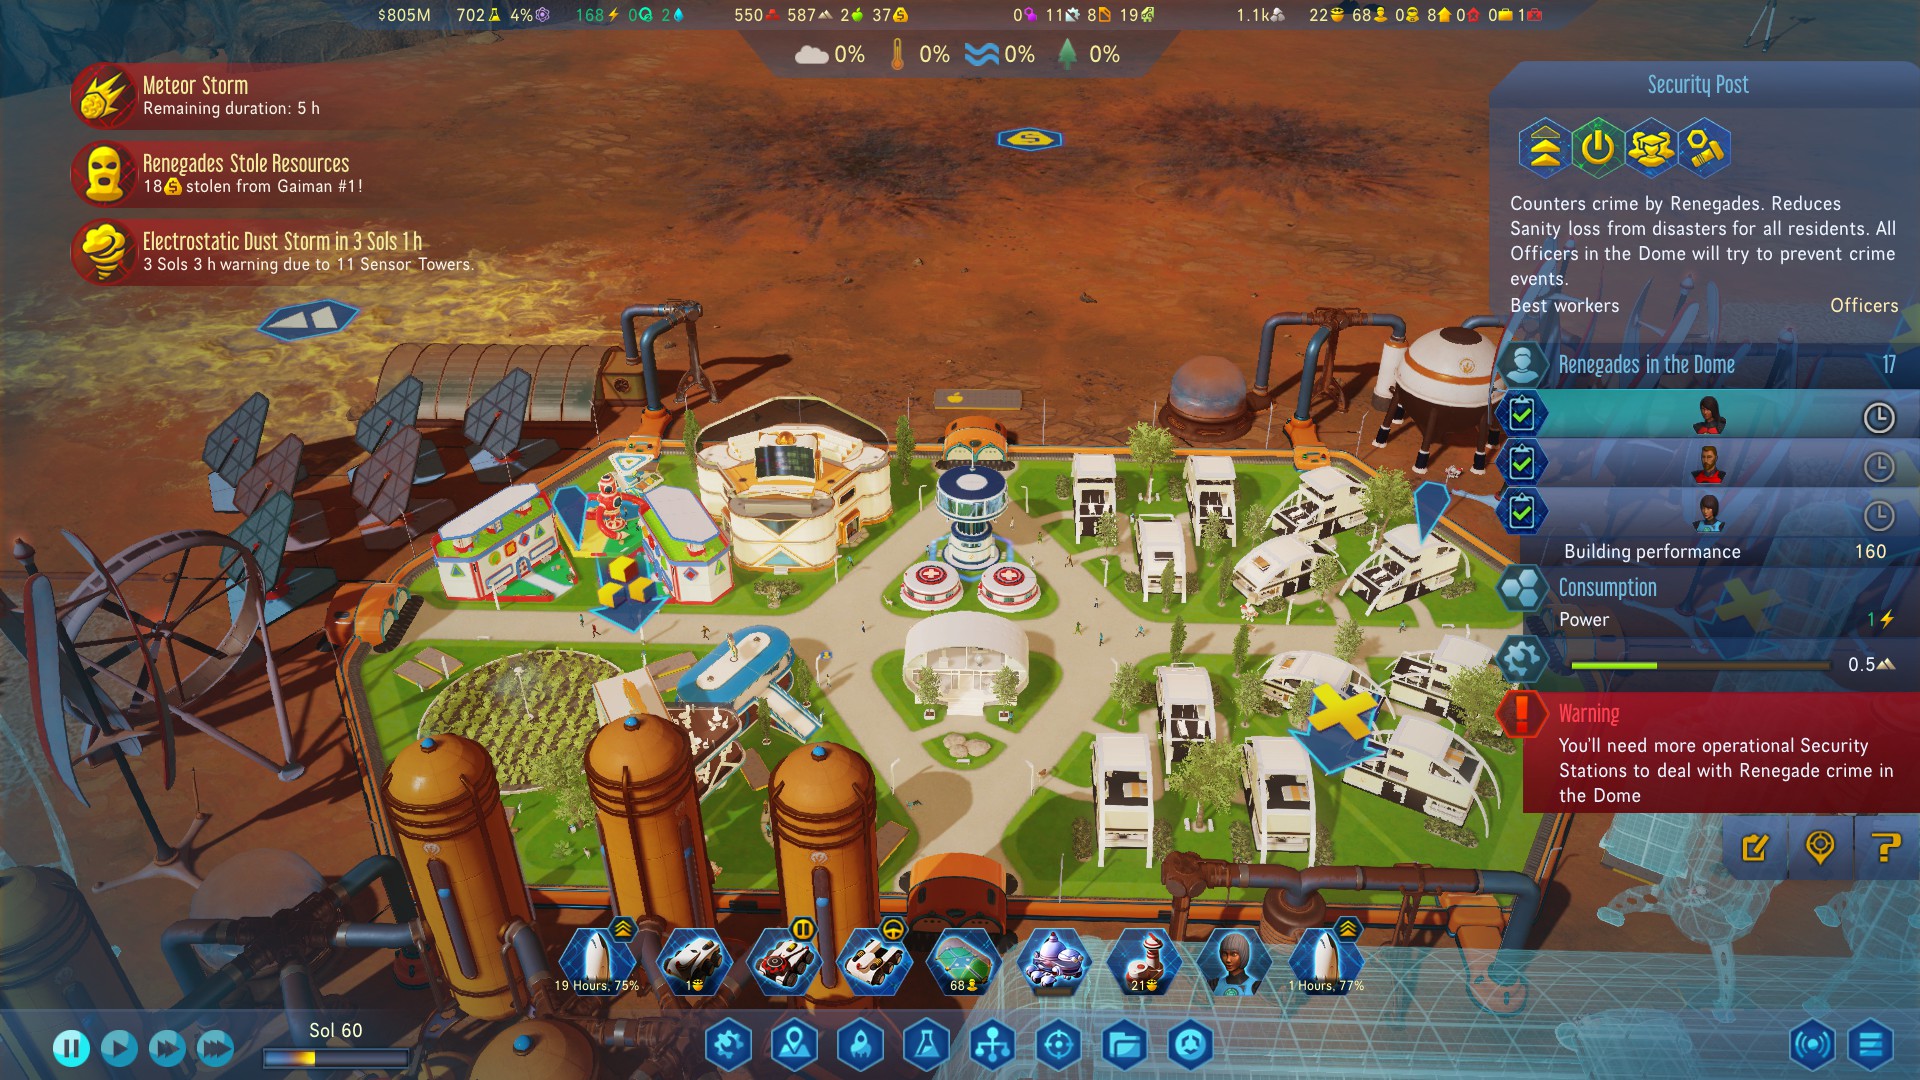 $805M 702 4% 168 0 2 550 587 2 37 0 11 8 19 1.1k 22 68 0 8 0 0 1
0% 0% 0% 0%
Meteor Storm
Remaining duration: 5 h
Renegades Stole Resources
18 stolen from Gaiman #1!
Electrostatic Dust Storm in 3 Sols 1 h
3 Sols 3 h warning due to 11 Sensor Towers.
Security Post
Counters crime by Renegades. Reduces
Sanity loss from disasters for all residents. All
Officers in the Dome will try to prevent crime
events.
Best workers Officers
Renegades in the Dome 17
Building performance 160
Consumption
Power 1
0.5
Warning
You'll need more operational Security
Stations to deal with Renegade crime in
the Dome
19 Hours, 75% 1 68 21 1 Hours, 77%
Sol 60